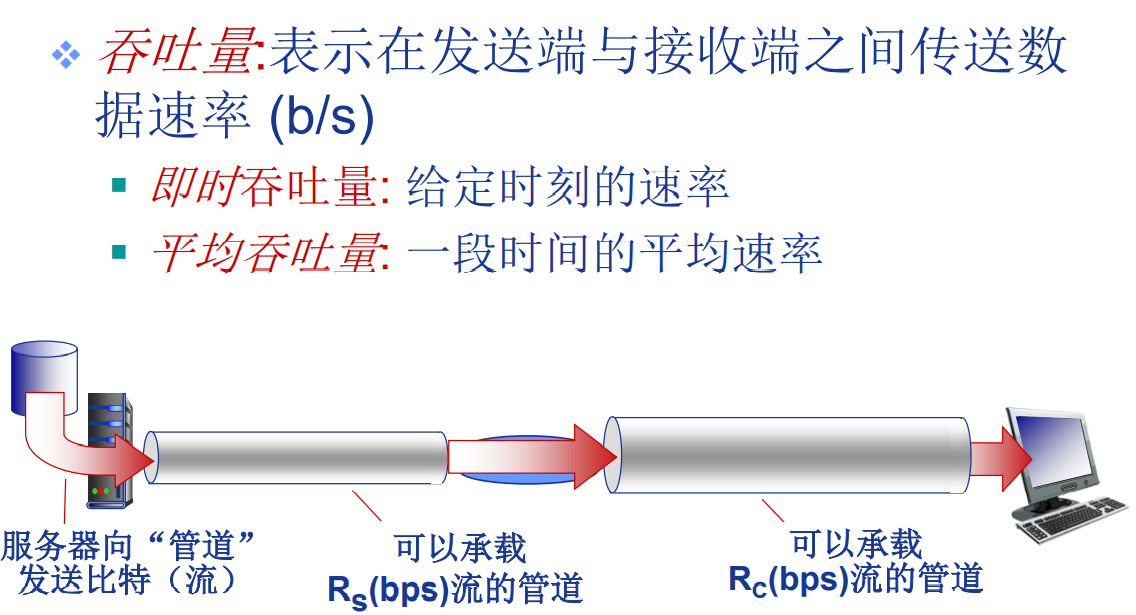 吞吐量:表示在发送端与接收端之间传送数
据速率 (b/s)
即时吞吐量: 给定时刻的速率
平均吞吐量: 一段时间的平均速率
服务器向“管道”
发送比特（流）
可以承载
Rs(bps)流的管道
可以承载
Rc(bps)流的管道